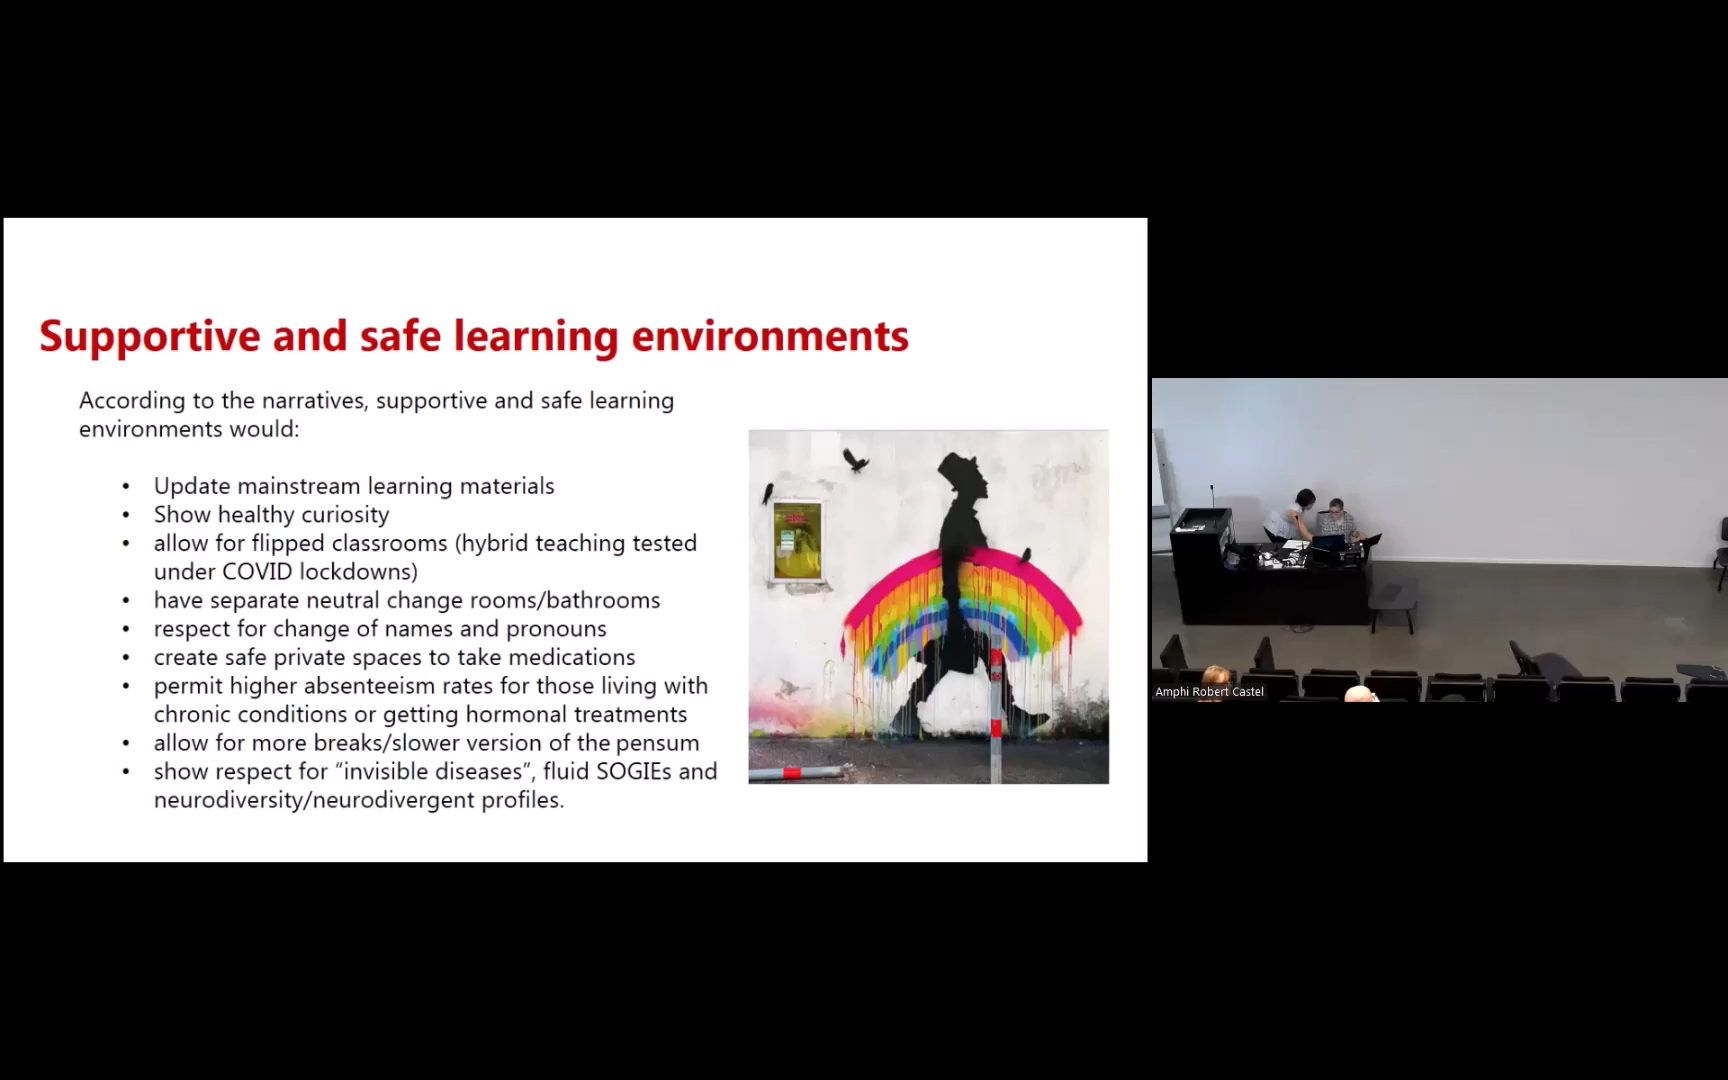 Supportive and safe learning environments
According to the narratives, supportive and safe learning
environments would:
• Update mainstream learning materials
• Show healthy curiosity
• allow for flipped classrooms (hybrid teaching tested
under COVID lockdowns)
• have separate neutral change rooms/bathrooms
• respect for change of names and pronouns
• create safe private spaces to take medications
• permit higher absenteeism rates for those living with
chronic conditions or getting hormonal treatments
• allow for more breaks/slower version of the pensum
• show respect for “invisible diseases”, fluid SOGIEs and
neurodiversity/neurodivergent profiles.
Amphi Robert Castel